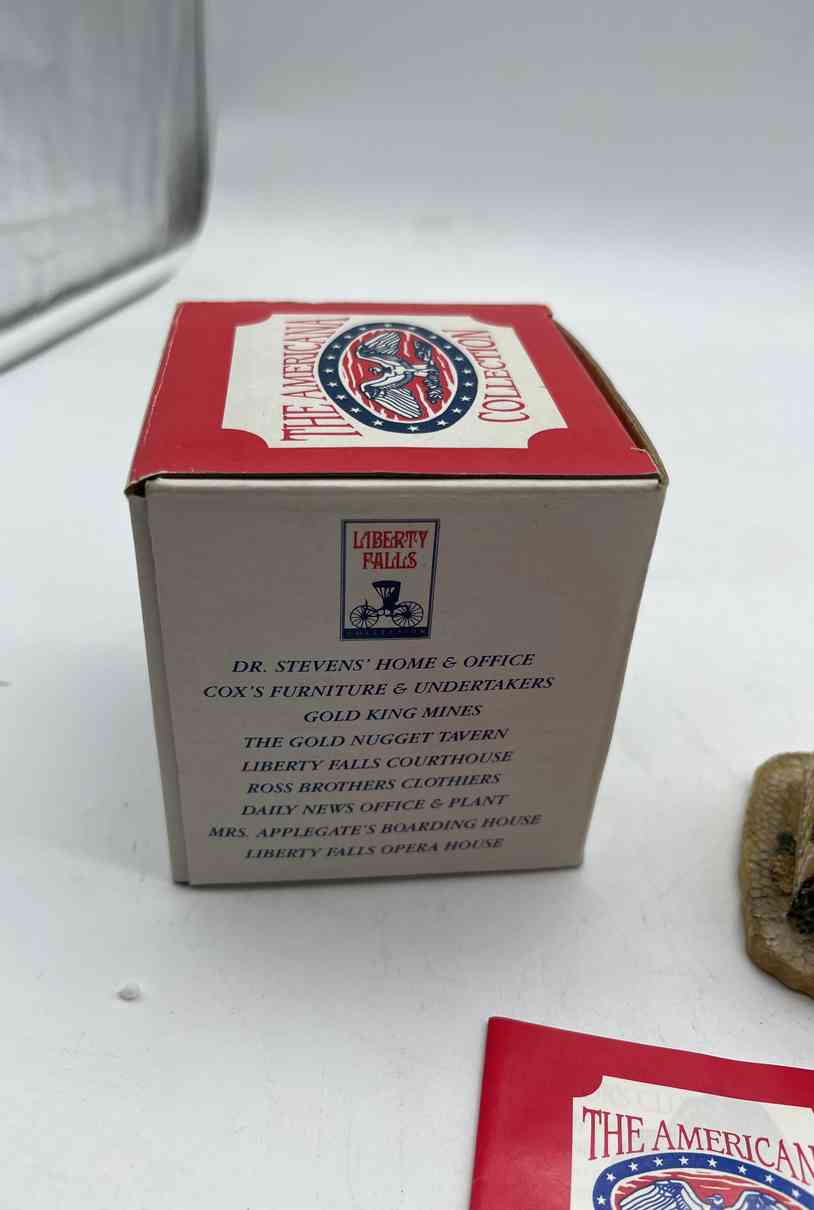 THE AMERICANA
COLLECTION
LIBERTY
FALLS
COLLECTION
DR. STEVENS' HOME & OFFICE
COX'S FURNITURE & UNDERTAKERS
GOLD KING MINES
THE GOLD NUGGET TAVERN
LIBERTY FALLS COURTHOUSE
ROSS BROTHERS CLOTHIERS
DAILY NEWS OFFICE & PLANT
MRS. APPLEGATE'S BOARDING HOUSE
LIBERTY FALLS OPERA HOUSE
THE AMERICAN